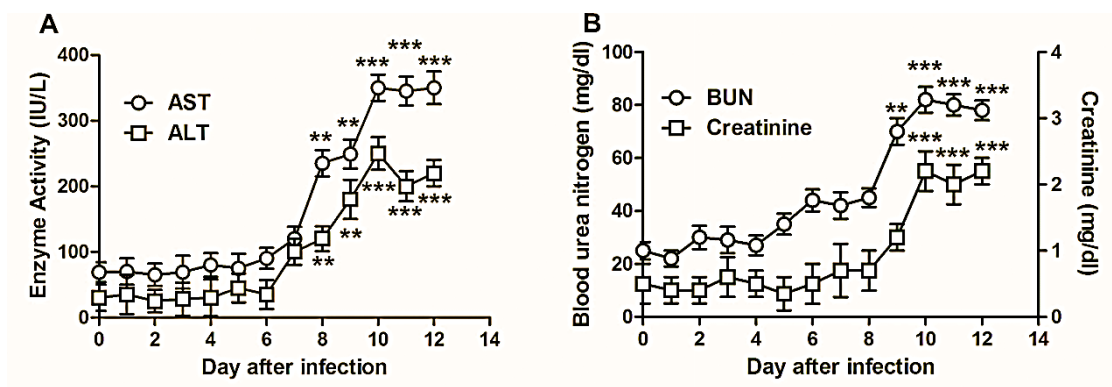 A
Enzyme Activity (IU/L)
400
300
200
100
0
AST
ALT
**
**
***
***
***
**
**
***
***
***
0 2 4 6 8 10 12 14
Day after infection
B
Blood urea nitrogen (mg/dl)
100
80
60
40
20
0
BUN
Creatinine
**
***
***
***
***
***
***
4
3
2
1
0
Creatinine (mg/dl)
0 2 4 6 8 10 12 14
Day after infection